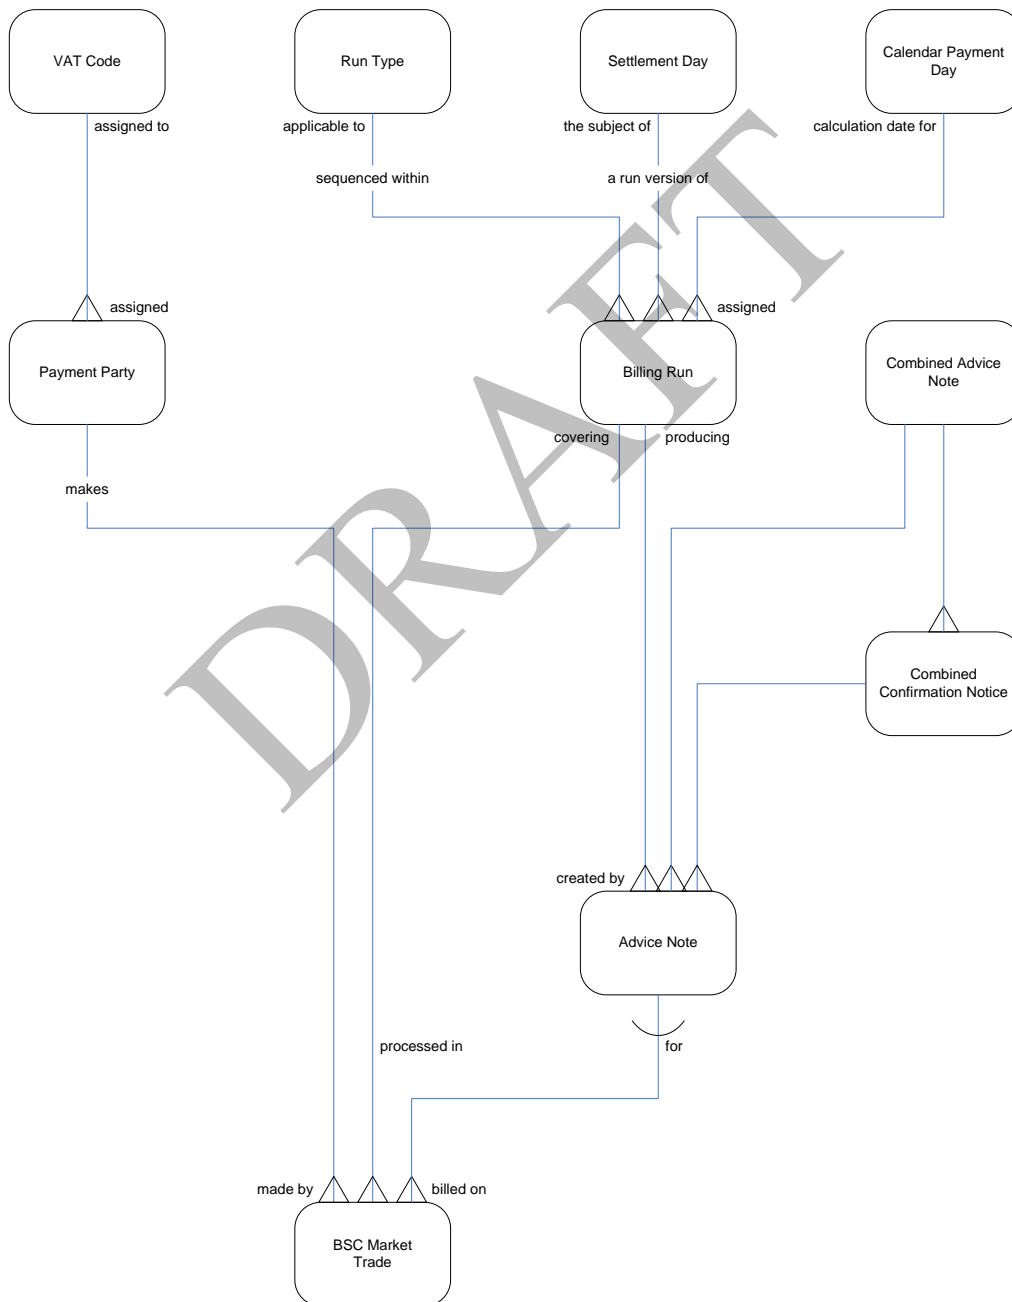 VAT Code
Run Type
Settlement Day
Calendar Payment
Day
assigned to
applicable to
the subject of
calculation date for
sequenced within
a run version of
assigned
assigned
Payment Party
Billing Run
Combined Advice
Note
covering
producing
makes
DRAFT
Combined
Confirmation Notice
created by
Advice Note
processed in
for
made by
billed on
BSC Market
Trade